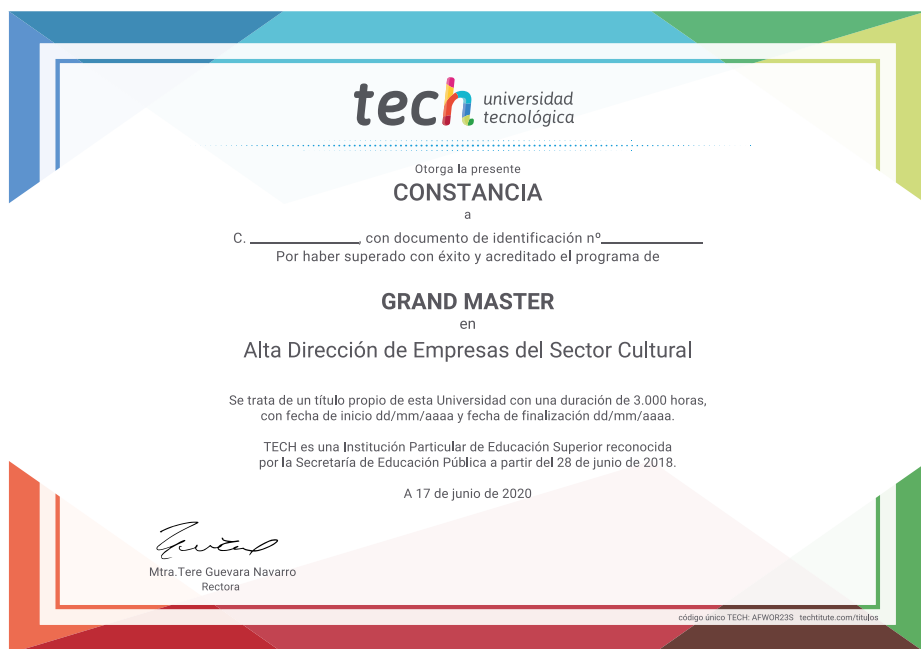 tech universidad
tecnológica
Otorga la presente
CONSTANCIA
a
C. ____________, con documento de identificación nº____________
Por haber superado con éxito y acreditado el programa de
GRAND MASTER
en
Alta Dirección de Empresas del Sector Cultural
Se trata de un título propio de esta Universidad con una duración de 3.000 horas,
con fecha de inicio dd/mm/aaaa y fecha de finalización dd/mm/aaaa.
TECH es una Institución Particular de Educación Superior reconocida
por la Secretaría de Educación Pública a partir del 28 de junio de 2018.
A 17 de junio de 2020
Mtra.Tere Guevara Navarro
Rectora
código único TECH: AFWOR23S techtitute.com/titulos